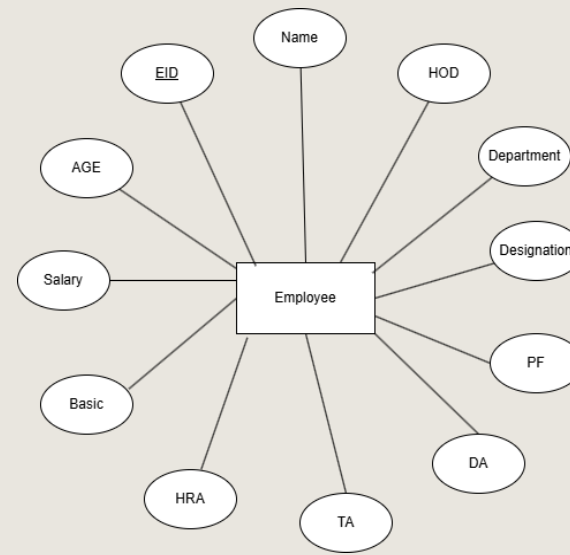 Name
HOD
EID
Department
AGE
Designation
Salary
Employee
PF
Basic
DA
HRA
TA